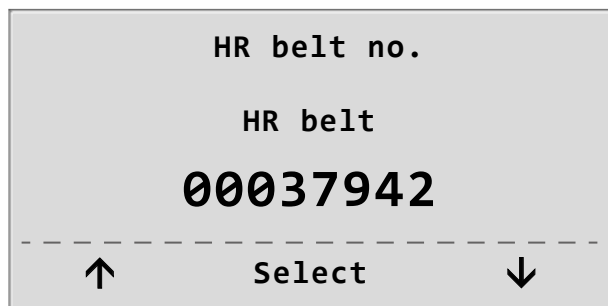 HR belt no.
HR belt
00037942
↑ Select ↓